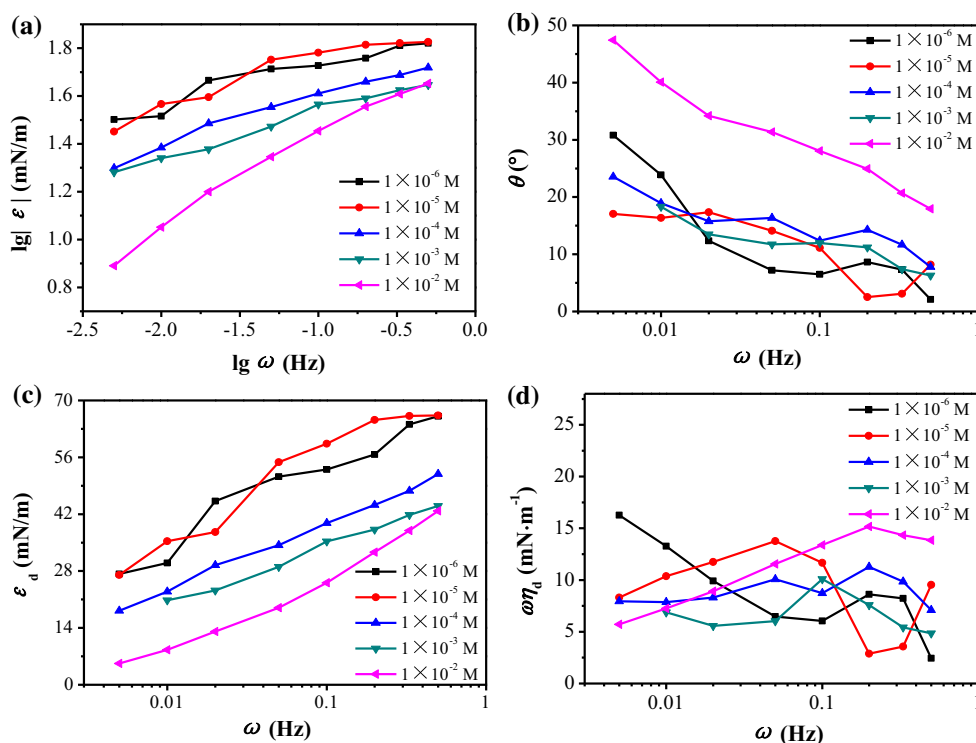 (a)
1.8
1.6
1.4
1.2
1.0
0.8
lg| ε | (mN/m)
1×10⁻⁶ M
1×10⁻⁵ M
1×10⁻⁴ M
1×10⁻³ M
1×10⁻² M
-2.5 -2.0 -1.5 -1.0 -0.5 0.0
lg ω (Hz)
(b)
50
40
30
20
10
0
θ (°)
1×10⁻⁶ M
1×10⁻⁵ M
1×10⁻⁴ M
1×10⁻³ M
1×10⁻² M
0.01 0.1 1
ω (Hz)
(c)
70
56
42
28
14
0
ε d (mN/m)
1×10⁻⁶ M
1×10⁻⁵ M
1×10⁻⁴ M
1×10⁻³ M
1×10⁻² M
0.01 0.1 1
ω (Hz)
(d)
25
20
15
10
5
0
ωη d (mN·m⁻¹)
1×10⁻⁶ M
1×10⁻⁵ M
1×10⁻⁴ M
1×10⁻³ M
1×10⁻² M
0.01 0.1 1
ω (Hz)